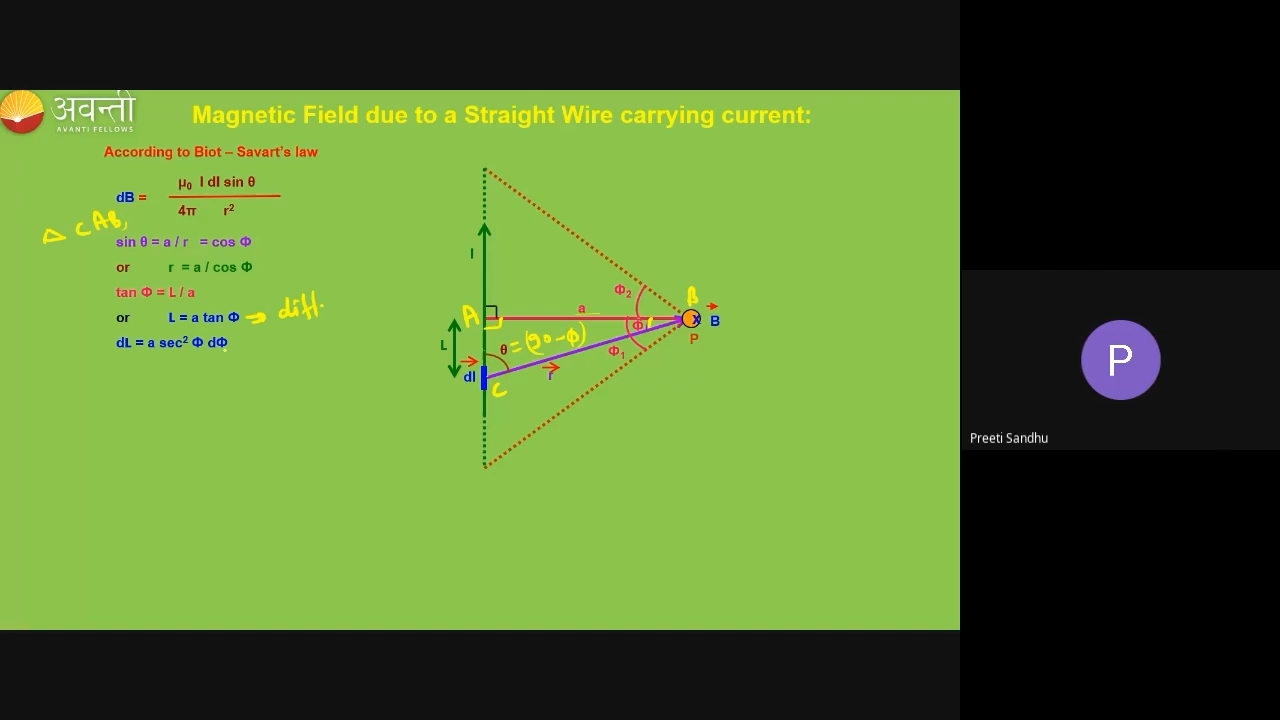 अवन्ती
AVANTI FELLOWS
Magnetic Field due to a Straight Wire carrying current:
According to Biot – Savart's law
dB =
μ₀ I dl sin θ
4π r²
Δ CAB,
sin θ = a / r = cos Φ
or r = a / cos Φ
tan Φ = L / a
or L = a tan Φ → diff.
dL = a sec² Φ dΦ
I
Φ₂
a
B
A
Φ
x
B
P
L
θ = (90-Φ)
Φ₁
dl
r
C
P
Preeti Sandhu